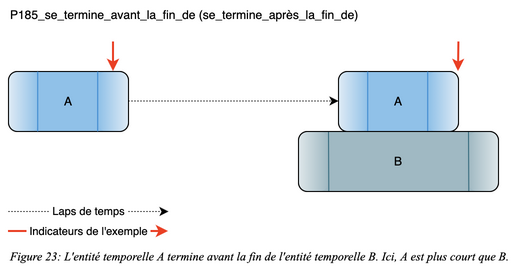 P185_se_termine_avant_la_fin_de (se_termine_après_la_fin_de)
A
A
B
Laps de temps
Indicateurs de l'exemple
Figure 23: L'entité temporelle A termine avant la fin de l'entité temporelle B. Ici, A est plus court que B.